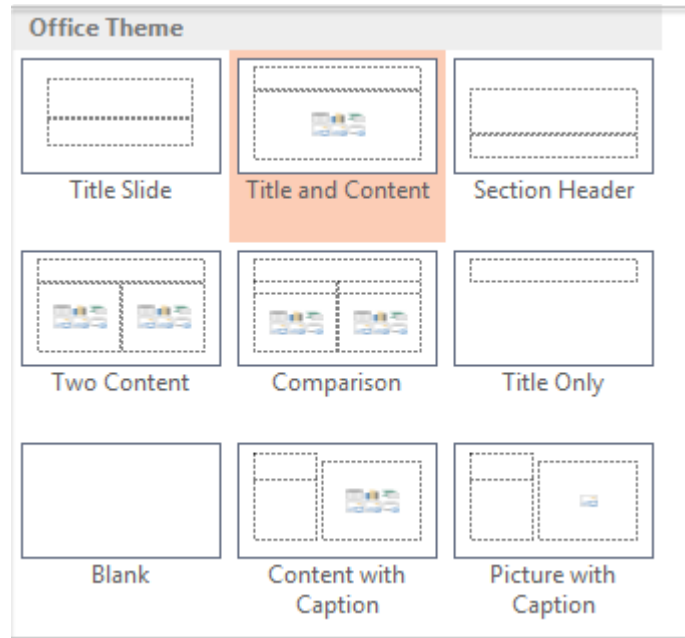 Office Theme
Title Slide
Title and Content
Section Header
Two Content
Comparison
Title Only
Blank
Content with
Caption
Picture with
Caption